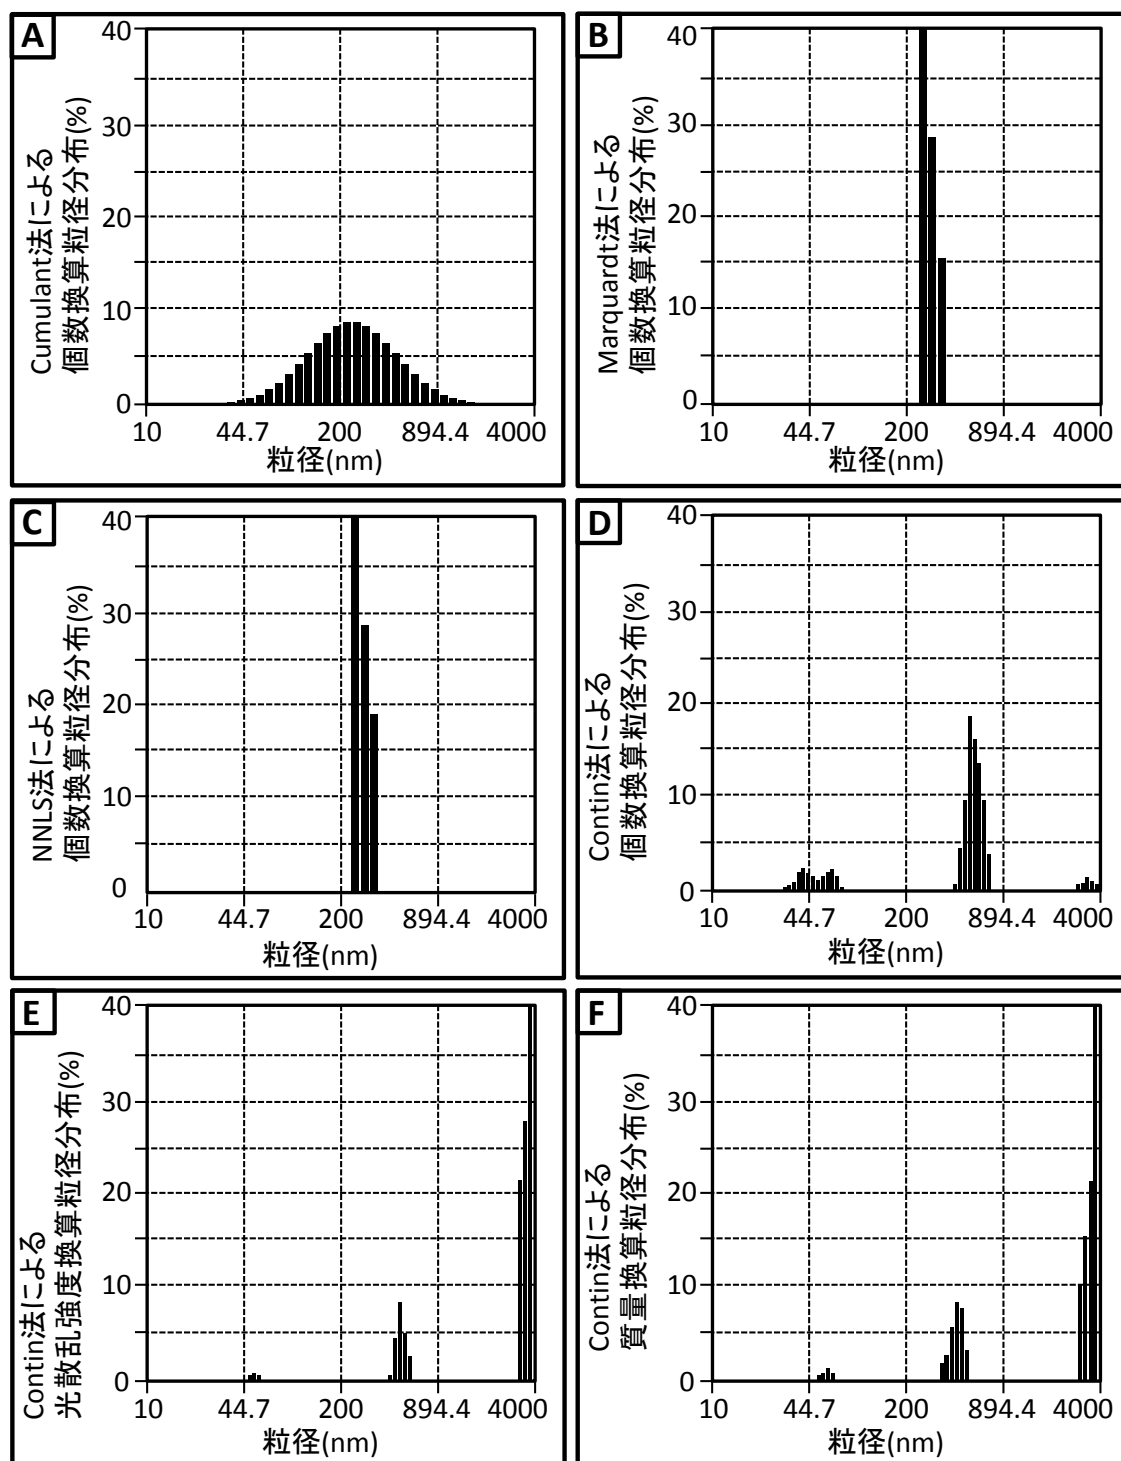 A
Cumulant法による
個数換算粒径分布(%)
40
30
20
10
0
10 44.7 200 894.4 4000
粒径(nm)
B
Marquardt法による
個数換算粒径分布(%)
40
30
20
10
0
10 44.7 200 894.4 4000
粒径(nm)
C
NNLS法による
個数換算粒径分布(%)
40
30
20
10
0
10 44.7 200 894.4 4000
粒径(nm)
D
Contin法による
個数換算粒径分布(%)
40
30
20
10
0
10 44.7 200 894.4 4000
粒径(nm)
E
Contin法による
光散乱強度換算粒径分布(%)
40
30
20
10
0
10 44.7 200 894.4 4000
粒径(nm)
F
Contin法による
質量換算粒径分布(%)
40
30
20
10
0
10 44.7 200 894.4 4000
粒径(nm)